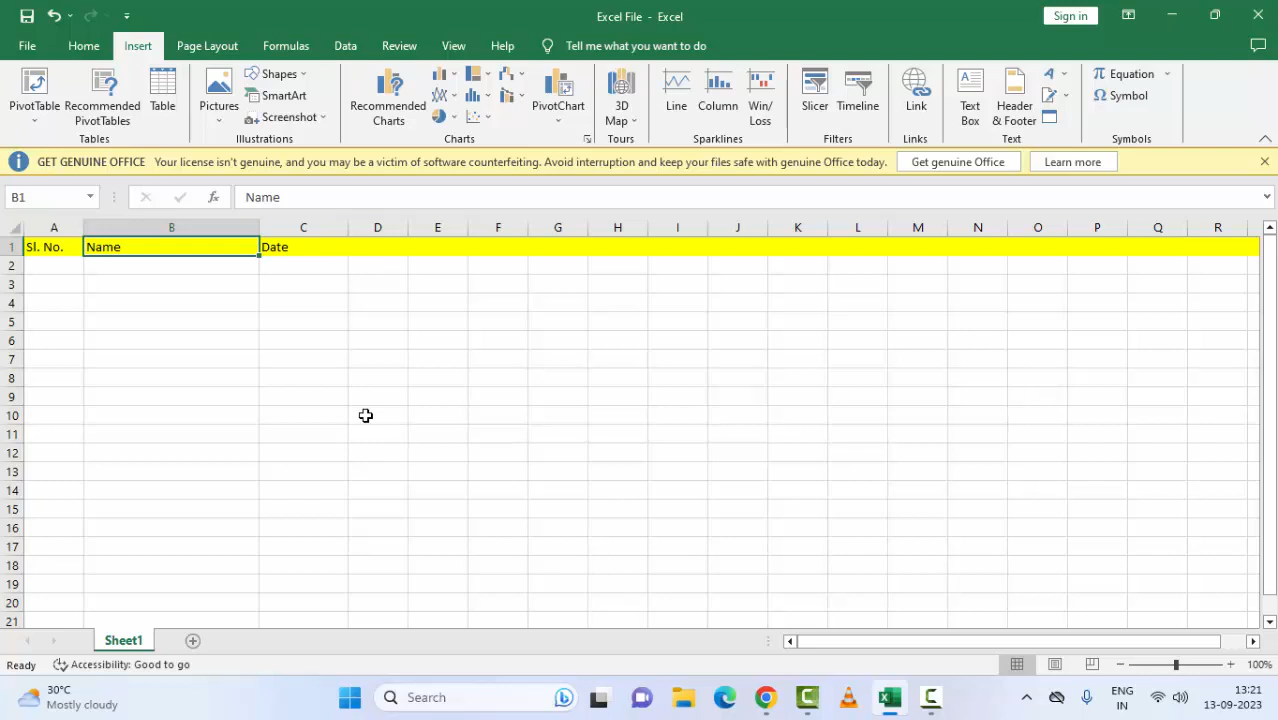 Excel File - Excel
Sign in
File Home Insert Page Layout Formulas Data Review View Help Tell me what you want to do
PivotTable
Recommended PivotTables
Table
Tables
Pictures
Shapes
SmartArt
Screenshot
Illustrations
Recommended Charts
PivotChart
Charts
3D Map
Tours
Line
Column
Win/Loss
Sparklines
Slicer
Timeline
Filters
Link
Links
Text Box
Header & Footer
Text
Equation
Symbol
Symbols
GET GENUINE OFFICE Your license isn't genuine, and you may be a victim of software counterfeiting. Avoid interruption and keep your files safe with genuine Office today. Get genuine Office Learn more
B1 fx Name
A B C D E F G H I J K L M N O P Q R
1 Sl. No. Name Date
2
3
4
5
6
7
8
9
10
11
12
13
14
15
16
17
18
19
20
21
Sheet1
Ready Accessibility: Good to go 100%
30°C
Mostly cloudy
Search
ENG
IN
13:21
13-09-2023